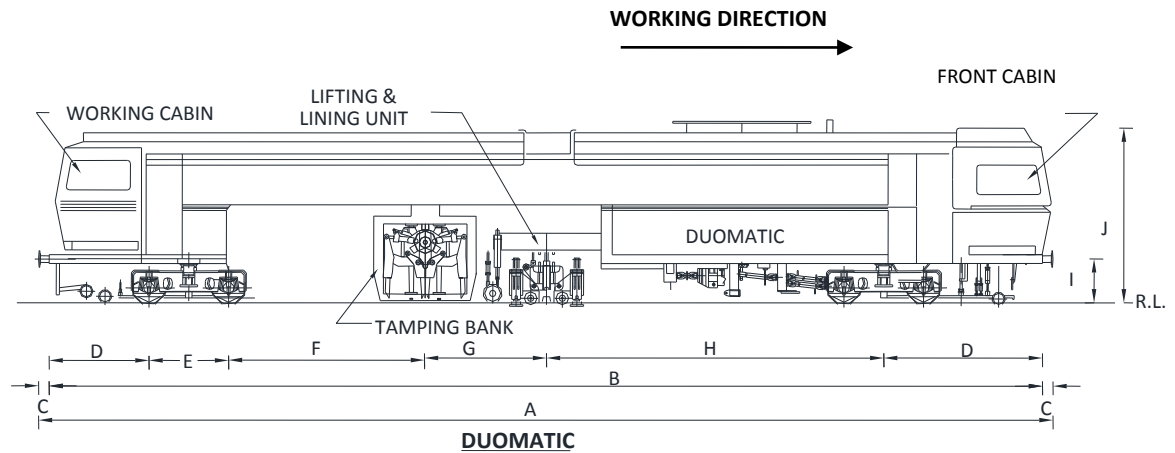 WORKING DIRECTION
FRONT CABIN
LIFTING &
LINING UNIT
WORKING CABIN
DUOMATIC
J
I
R.L.
TAMPING BANK
D
E
F
G
H
D
B
C
A
C
DUOMATIC